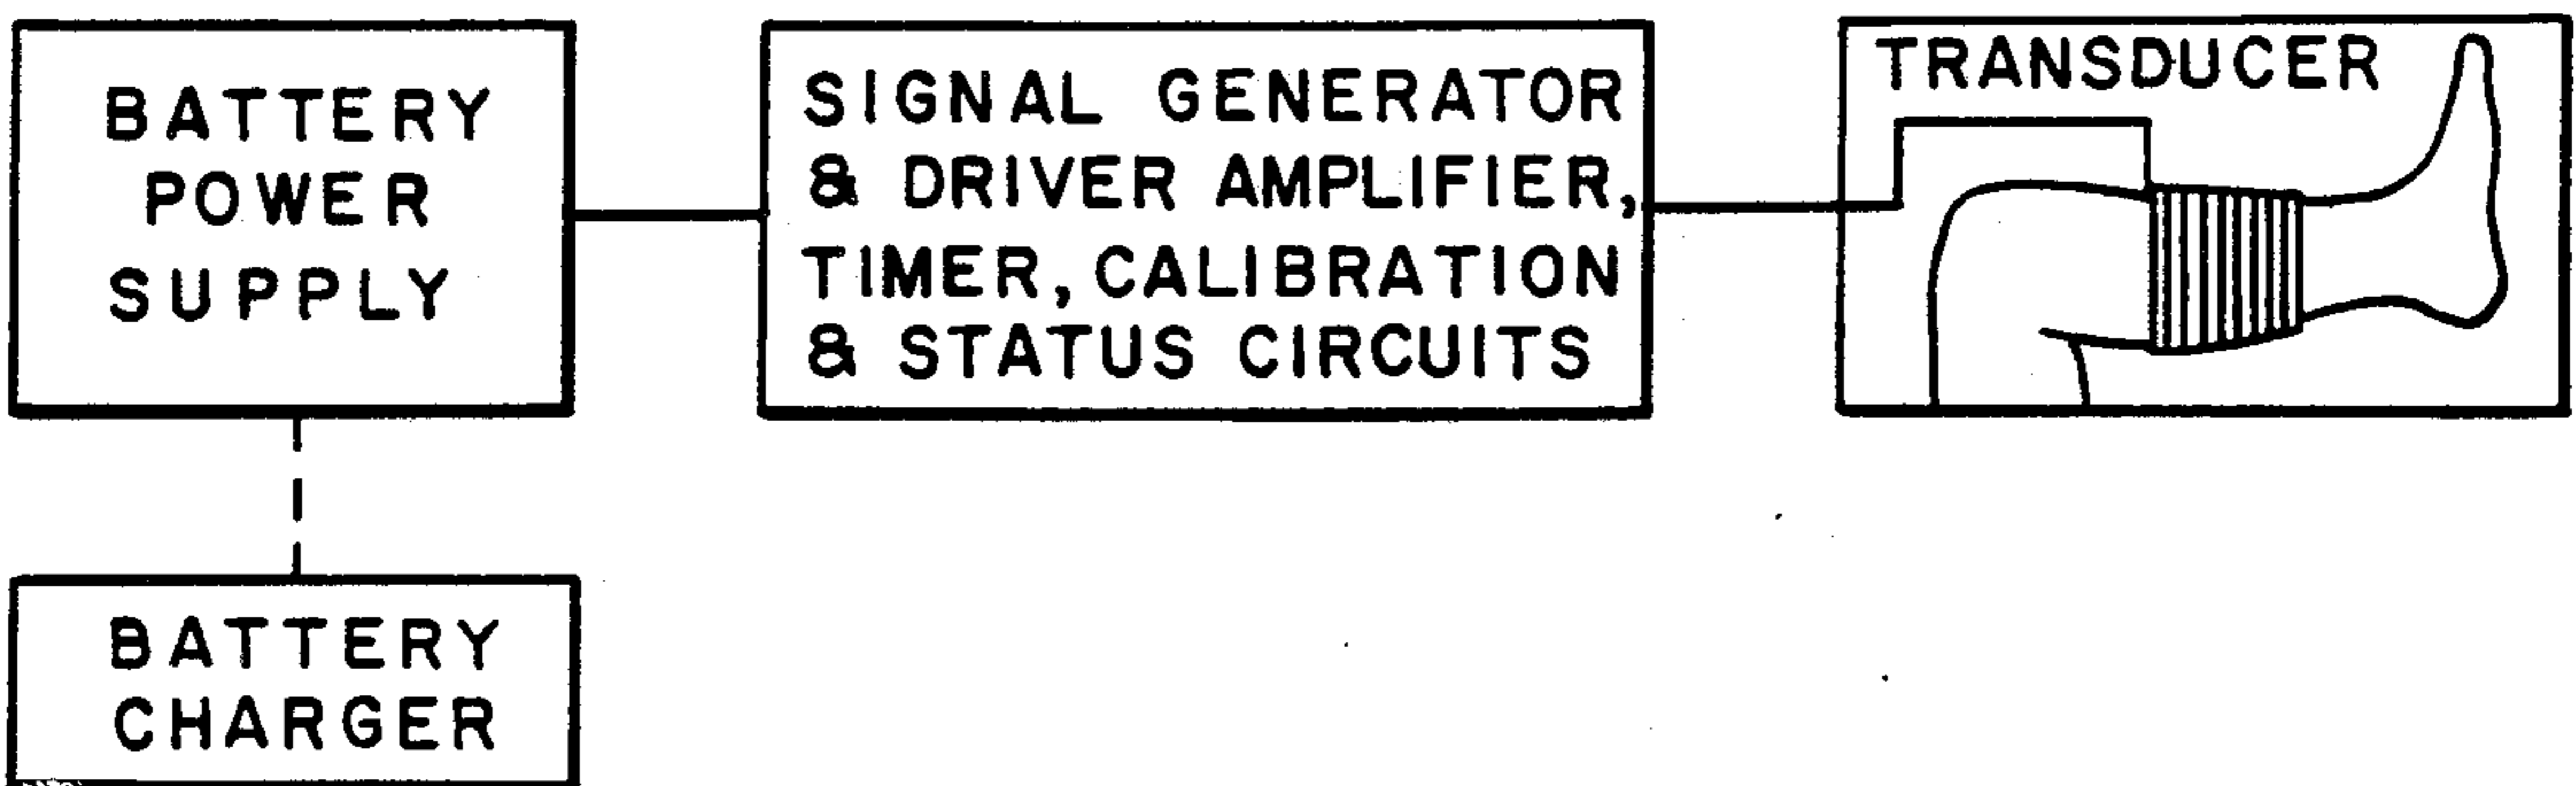 BATTERY
POWER
SUPPLY
SIGNAL GENERATOR
& DRIVER AMPLIFIER,
TIMER, CALIBRATION
& STATUS CIRCUITS
TRANSDUCER
BATTERY
CHARGER